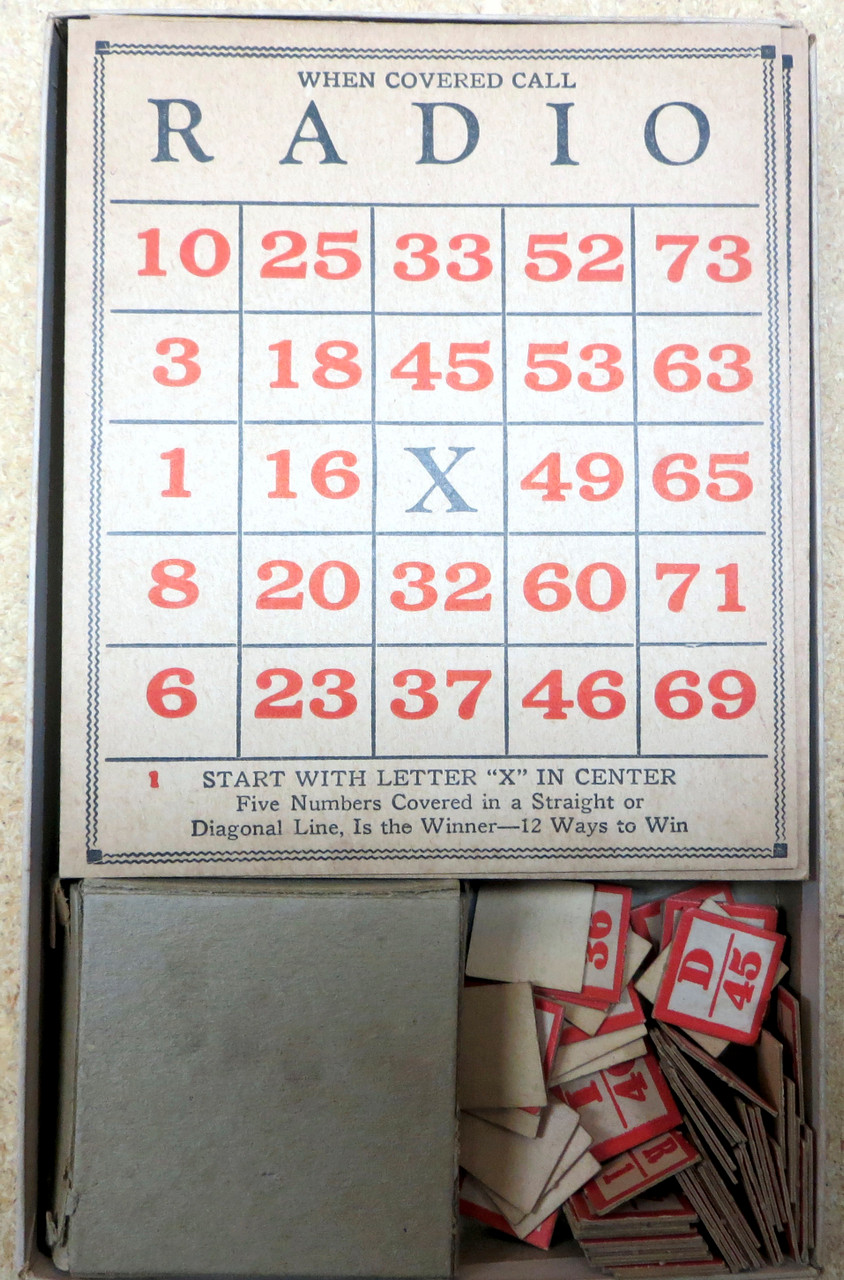 WHEN COVERED CALL
R A D I O
10 25 33 52 73
3 18 45 53 63
1 16 X 49 65
8 20 32 60 71
6 23 37 46 69
1 START WITH LETTER "X" IN CENTER
Five Numbers Covered in a Straight or
Diagonal Line, Is the Winner—12 Ways to Win
36
D
45
I
R
1